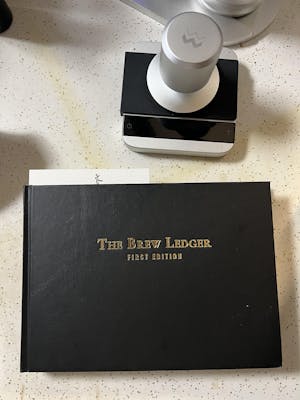 The Brew Ledger
First Edition